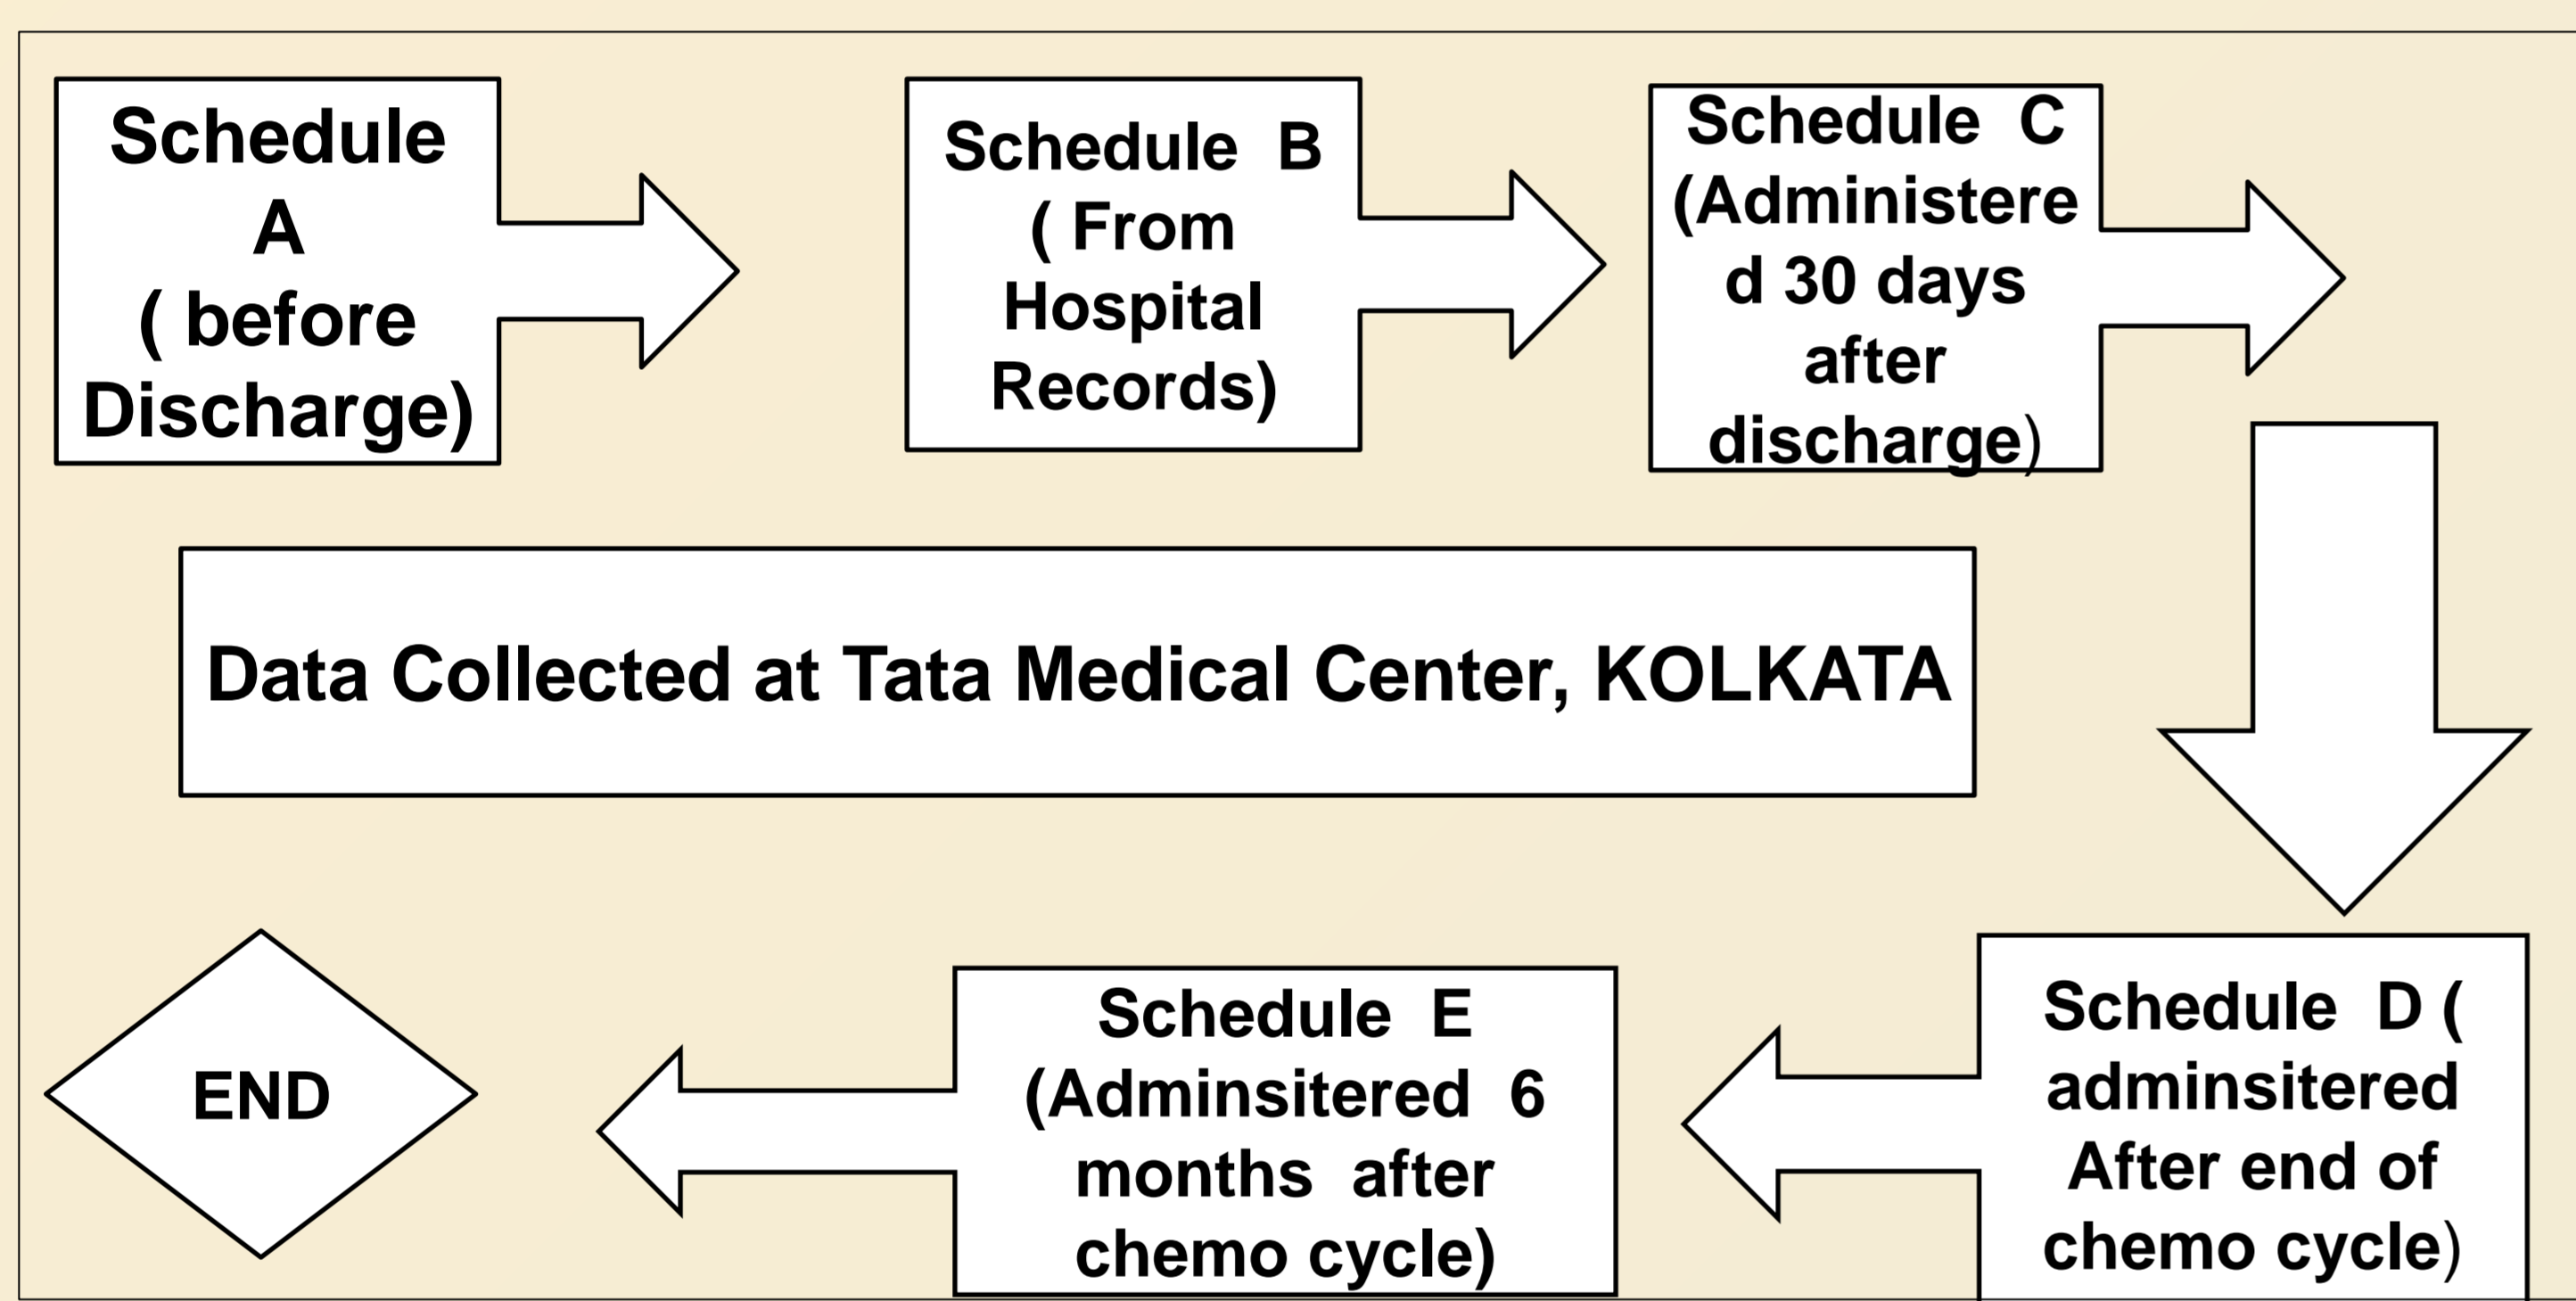 Schedule
A
( before
Discharge)
Schedule B
( From
Hospital
Records)
Schedule C
(Administere
d 30 days
after
discharge)
Data Collected at Tata Medical Center, KOLKATA
Schedule D (
adminsitered
After end of
chemo cycle)
Schedule E
(Adminsitered 6
months after
chemo cycle)
END